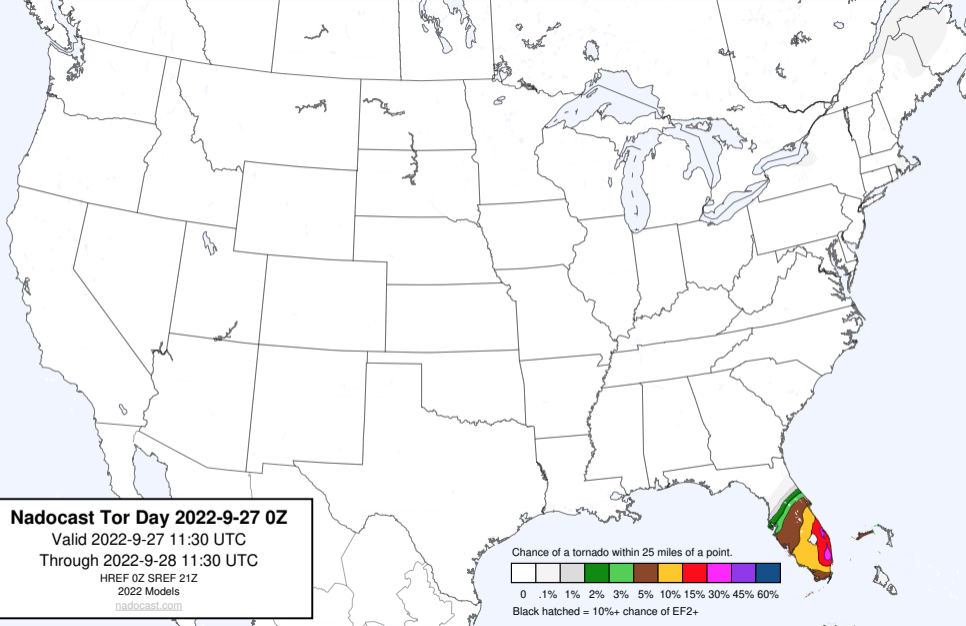 Nadocast Tor Day 2022-9-27 0Z
Valid 2022-9-27 11:30 UTC
Through 2022-9-28 11:30 UTC
HREF 0Z SREF 21Z
2022 Models
nadocast.com
Chance of a tornado within 25 miles of a point.
0 .1% 1% 2% 3% 5% 10% 15% 30% 45% 60%
Black hatched = 10%+ chance of EF2+